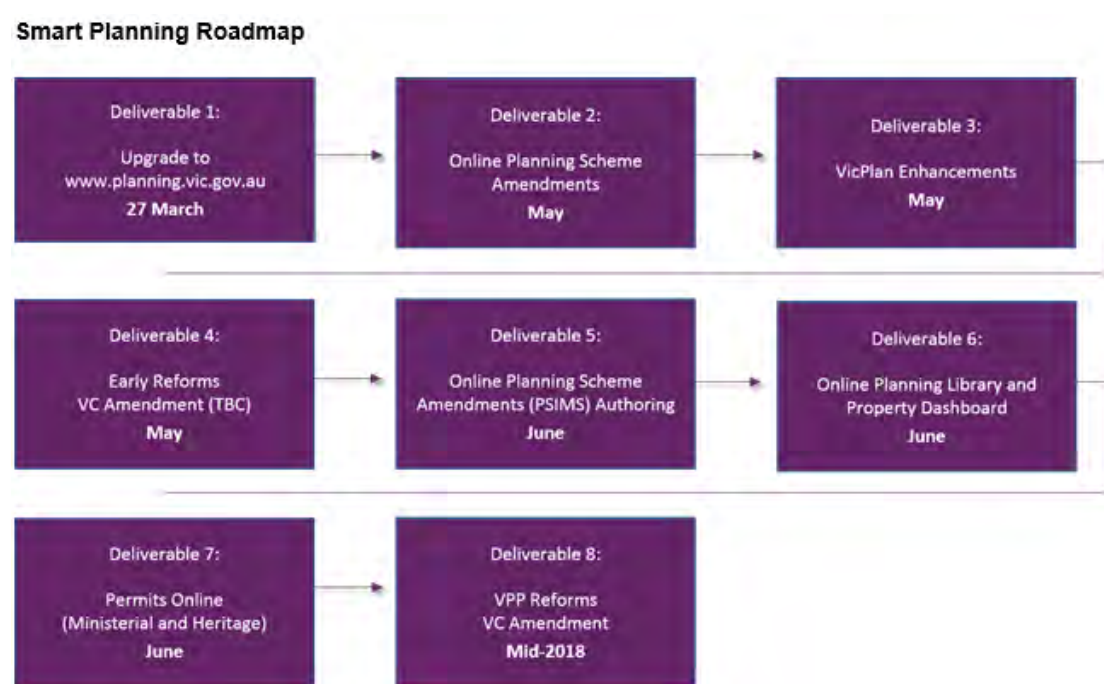 Smart Planning Roadmap
Deliverable 1:
Upgrade to
www.planning.vic.gov.au
27 March
Deliverable 2:
Online Planning Scheme
Amendments
May
Deliverable 3:
VicPlan Enhancements
May
Deliverable 4:
Early Reforms
VC Amendment (TBC)
May
Deliverable 5:
Online Planning Scheme
Amendments (PSIMS) Authoring
June
Deliverable 6:
Online Planning Library and
Property Dashboard
June
Deliverable 7:
Permits Online
(Ministerial and Heritage)
June
Deliverable 8:
VPP Reforms
VC Amendment
Mid-2018